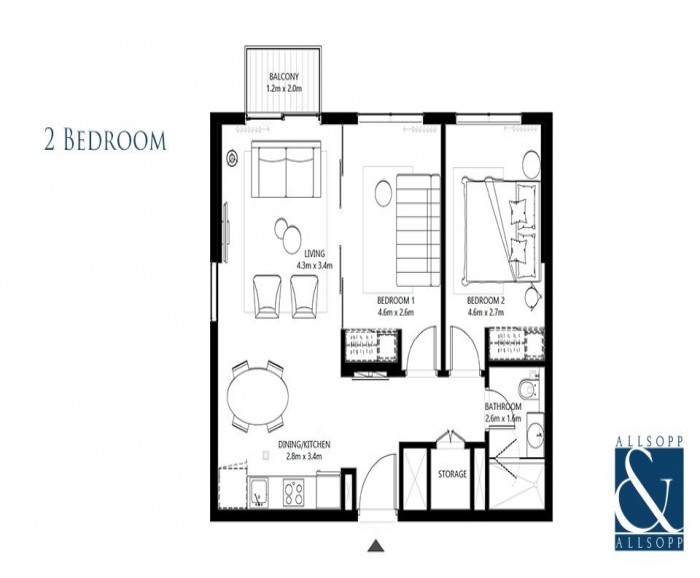 BALCONY
1.2m x 2.0m
2 BEDROOM
LIVING
4.3m x 3.4m
BEDROOM 1
4.6m x 2.6m
BEDROOM 2
4.6m x 2.7m
BATHROOM
2.6m x 1.6m
DINING/KITCHEN
2.8m x 3.4m
STORAGE
ALLSOPP
&
ALLSOPP